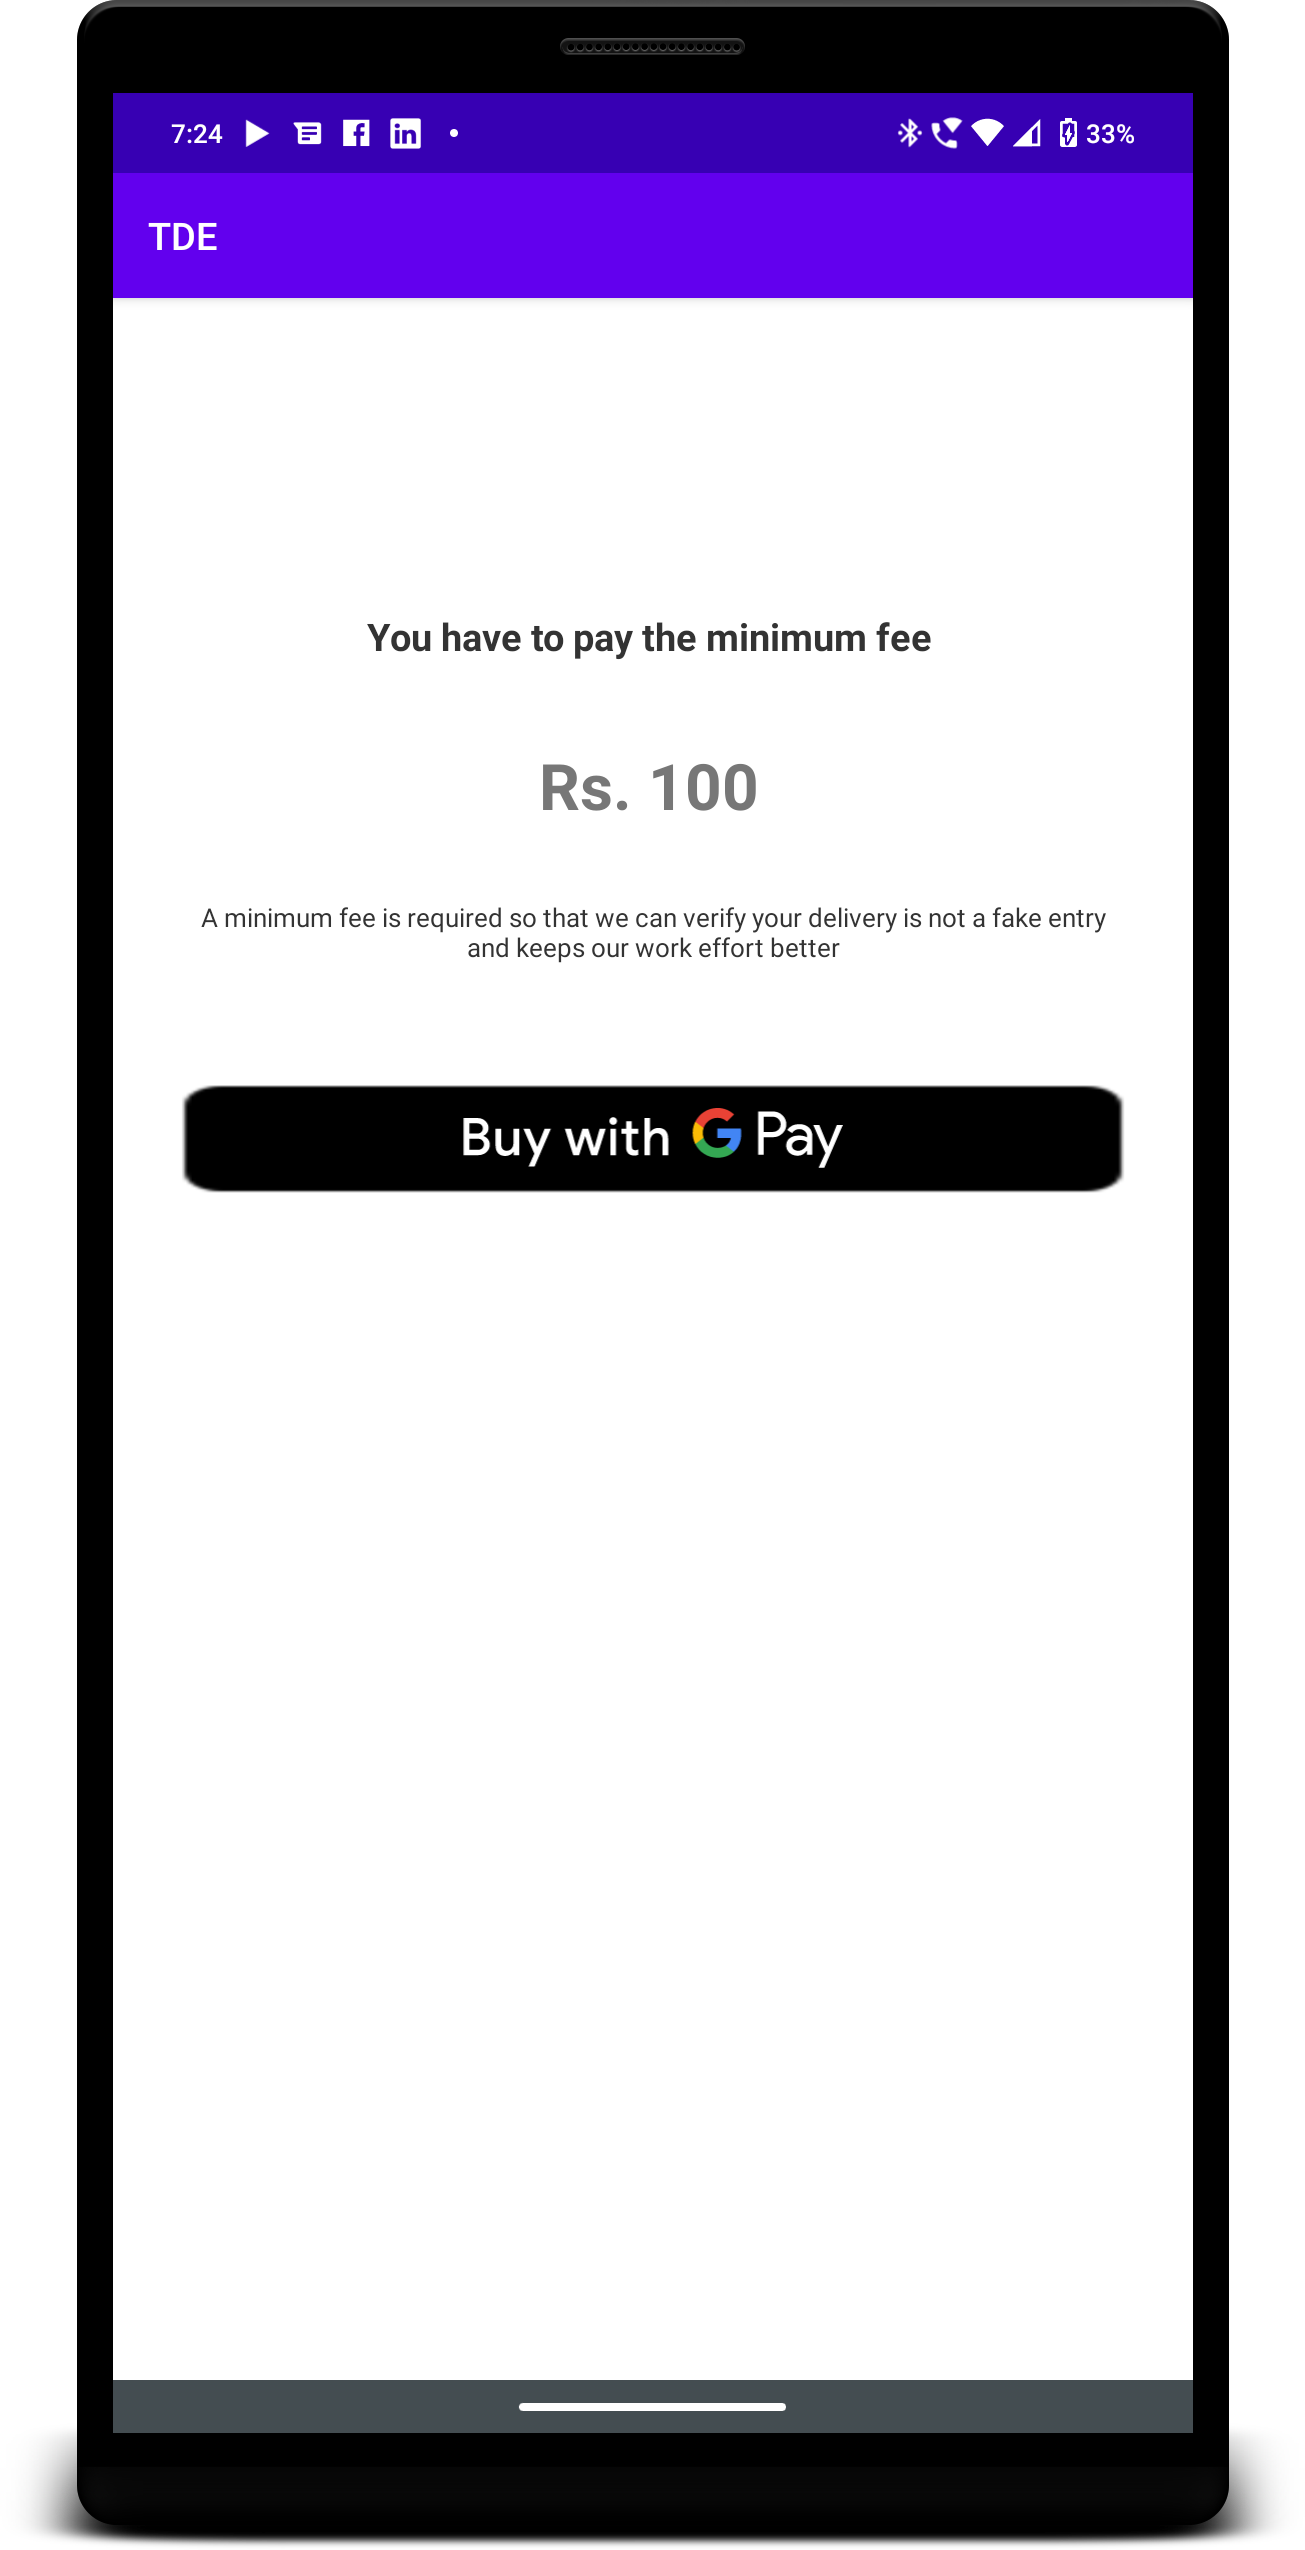 7:24
33%
TDE
You have to pay the minimum fee
Rs. 100
A minimum fee is required so that we can verify your delivery is not a fake entry
and keeps our work effort better
Buy with G Pay